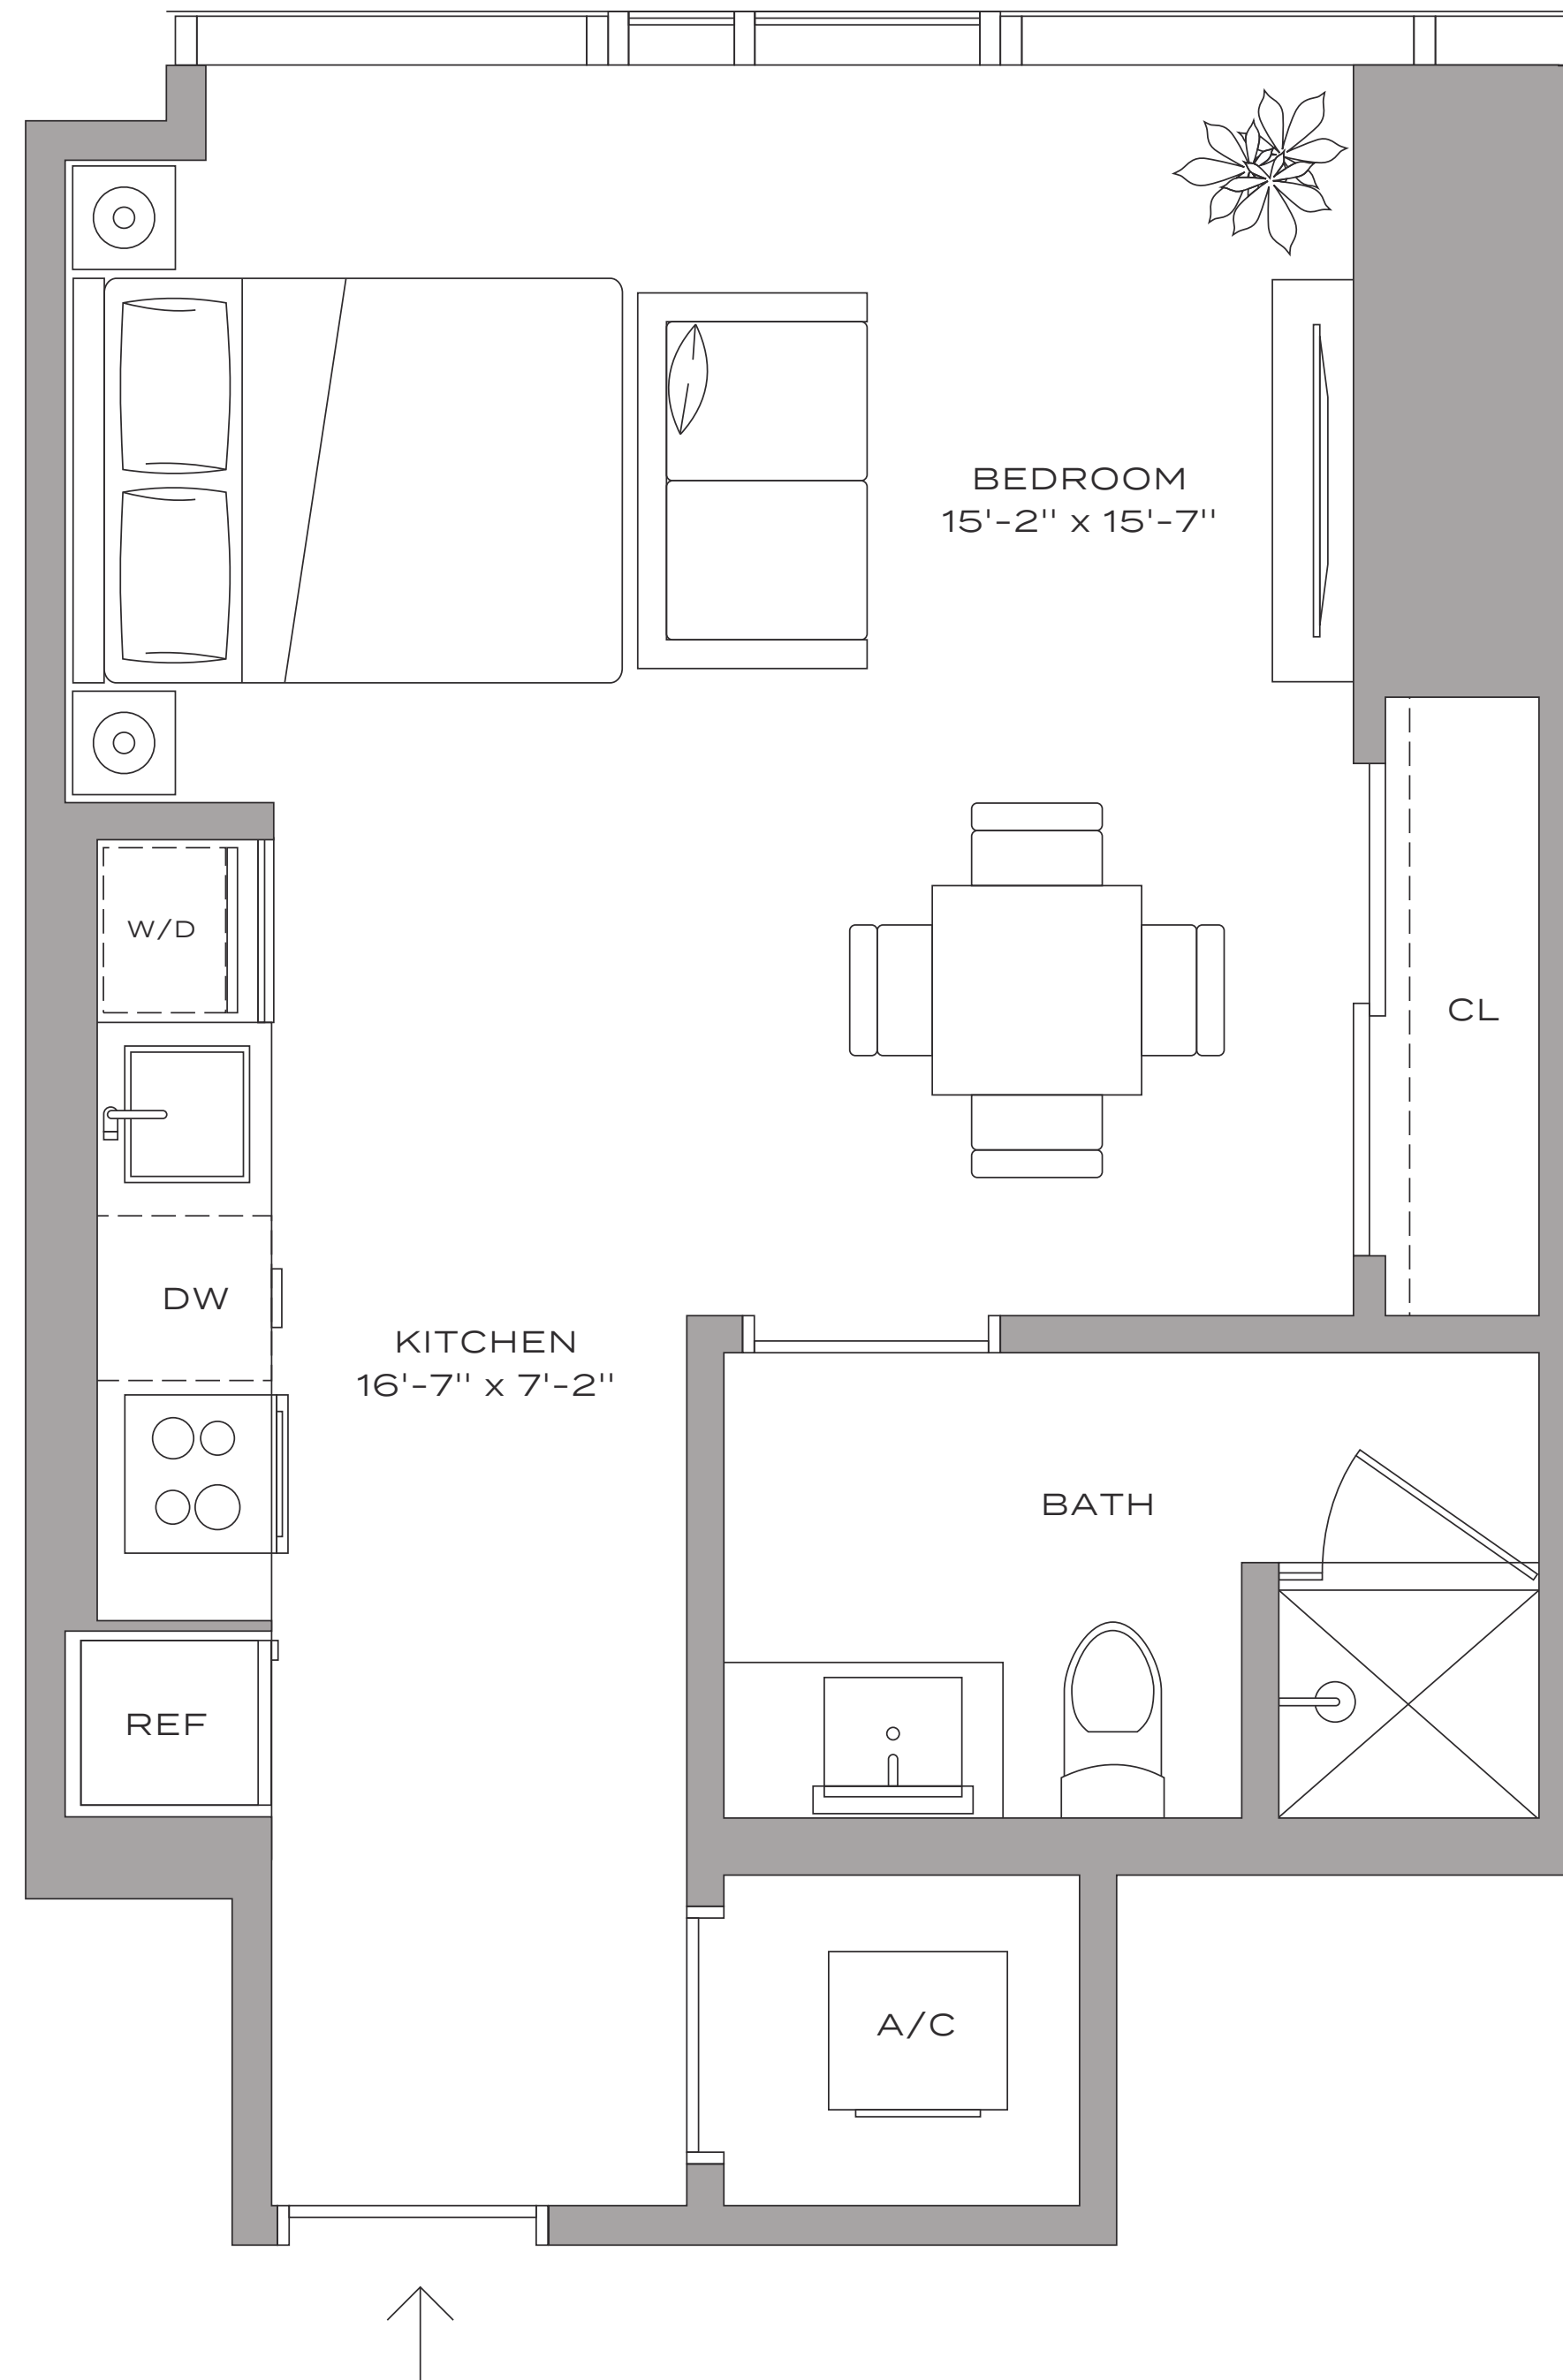 BEDROOM
15'-2" x 15'-7"
W/D
CL
DW
KITCHEN
16'-7" x 7'-2"
BATH
REF
A/C